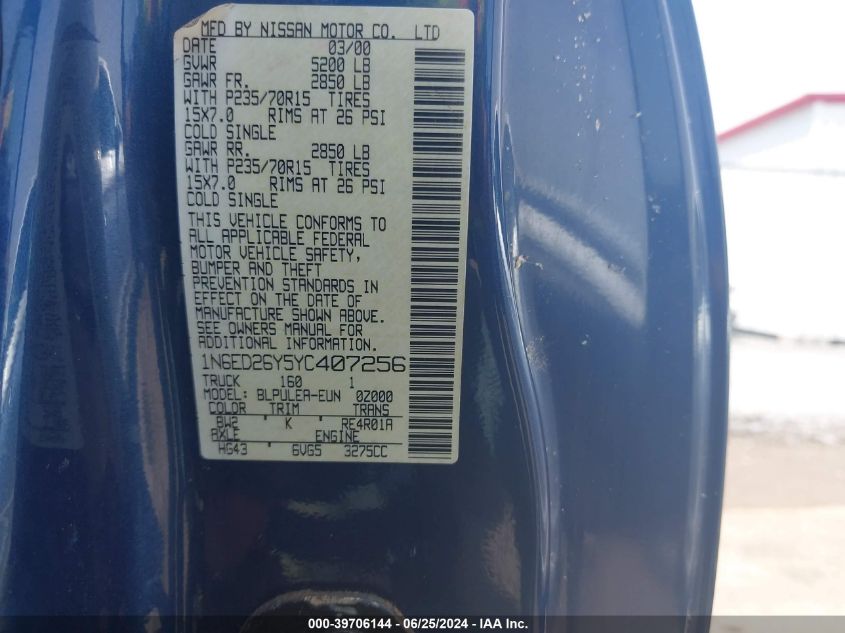 MFD BY NISSAN MOTOR CO. LTD
DATE 03/00
GVWR 5200 LB
GAWR FR. 2850 LB
WITH P235/70R15 TIRES
15X7.0 RIMS AT 26 PSI
COLD SINGLE
GAWR RR. 2850 LB
WITH P235/70R15 TIRES
15X7.0 RIMS AT 26 PSI
COLD SINGLE
THIS VEHICLE CONFORMS TO
ALL APPLICABLE FEDERAL
MOTOR VEHICLE SAFETY,
BUMPER AND THEFT
PREVENTION STANDARDS IN
EFFECT ON THE DATE OF
MANUFACTURE SHOWN ABOVE.
SEE OWNERS MANUAL FOR
ADDITIONAL INFORMATION.
1N6ED26Y5YC407256
TRUCK 160 1
MODEL: BLPULEA-EUN 0Z000
COLOR TRIM TRANS
BW2 K RE4R01A
AXLE ENGINE
HG43 6VG5 3275CC
000-39706144 / 06/25/2024 / IAA Inc.